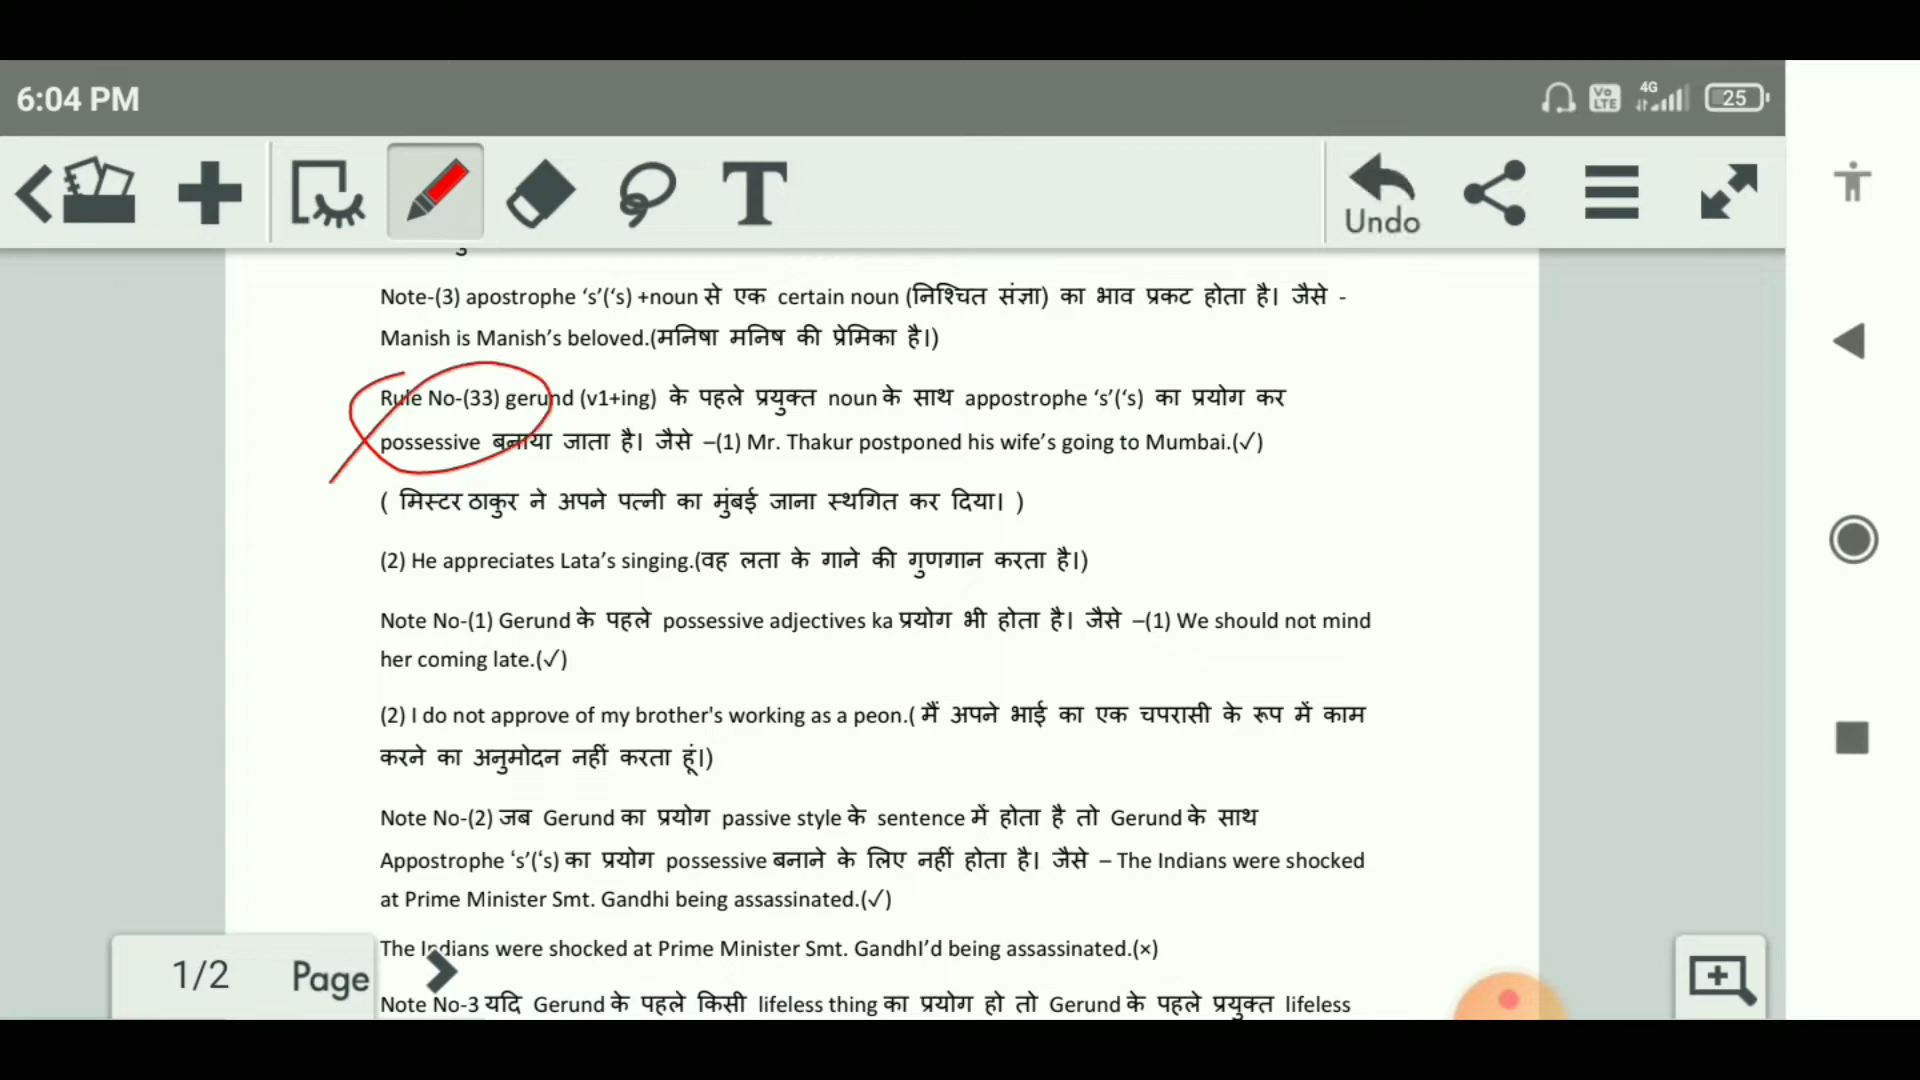 6:04 PM
Vo LTE
4G
25
Undo
Note-(3) apostrophe ‘s’(‘s) +noun से एक certain noun (निश्चित संज्ञा) का भाव प्रकट होता है। जैसे -
Manish is Manish’s beloved.(मनिषा मनिष की प्रेमिका है।)
Rule No-(33) gerund (v1+ing) के पहले प्रयुक्त noun के साथ appostrophe ‘s’(‘s) का प्रयोग कर
possessive बनाया जाता है। जैसे –(1) Mr. Thakur postponed his wife’s going to Mumbai.(✓)
( मिस्टर ठाकुर ने अपने पत्नी का मुंबई जाना स्थगित कर दिया। )
(2) He appreciates Lata’s singing.(वह लता के गाने की गुणगान करता है।)
Note No-(1) Gerund के पहले possessive adjectives ka प्रयोग भी होता है। जैसे –(1) We should not mind
her coming late.(✓)
(2) I do not approve of my brother's working as a peon.( मैं अपने भाई का एक चपरासी के रूप में काम
करने का अनुमोदन नहीं करता हूं।)
Note No-(2) जब Gerund का प्रयोग passive style के sentence में होता है तो Gerund के साथ
Appostrophe ‘s’(‘s) का प्रयोग possessive बनाने के लिए नहीं होता है। जैसे – The Indians were shocked
at Prime Minister Smt. Gandhi being assassinated.(✓)
The Indians were shocked at Prime Minister Smt. GandhI’d being assassinated.(×)
1/2 Page
Note No-3 यदि Gerund के पहले किसी lifeless thing का प्रयोग हो तो Gerund के पहले प्रयुक्त lifeless